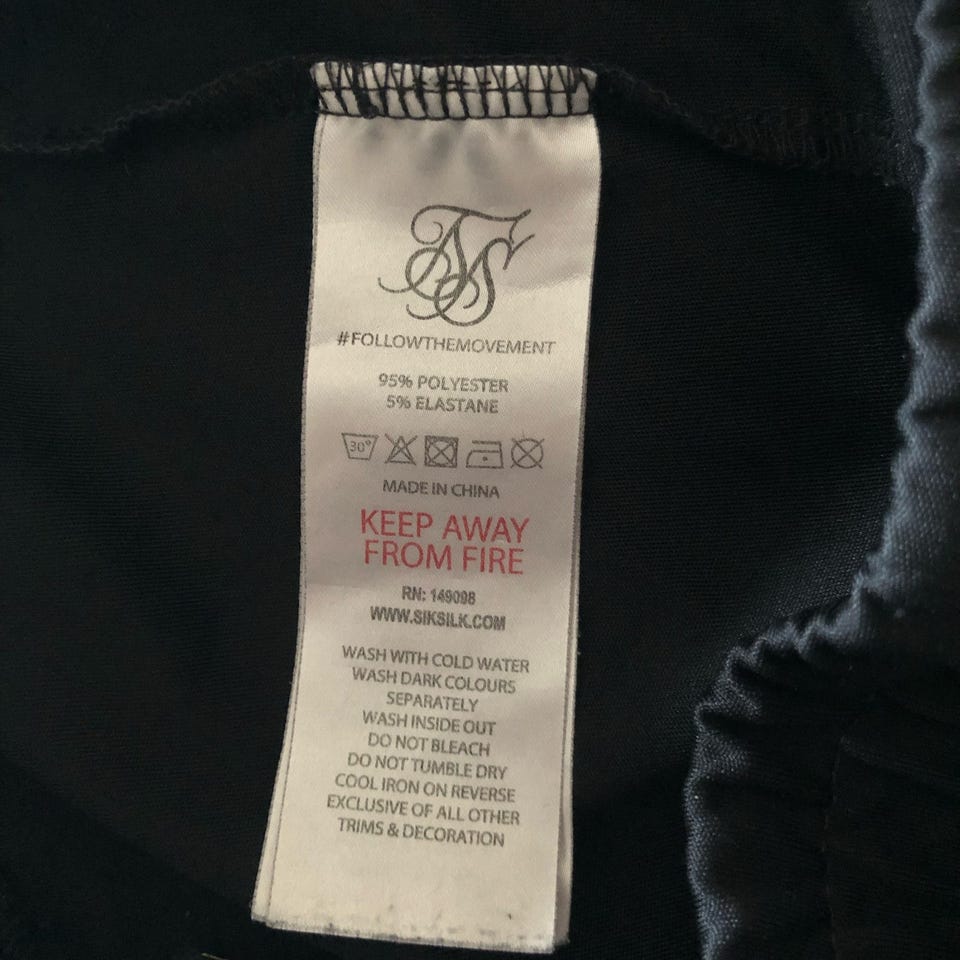 SS
#FOLLOWTHEMOVEMENT
95% POLYESTER
5% ELASTANE
30°
MADE IN CHINA
KEEP AWAY
FROM FIRE
RN: 149098
WWW.SIKSILK.COM
WASH WITH COLD WATER
WASH DARK COLOURS
SEPARATELY
WASH INSIDE OUT
DO NOT BLEACH
DO NOT TUMBLE DRY
COOL IRON ON REVERSE
EXCLUSIVE OF ALL OTHER
TRIMS & DECORATION